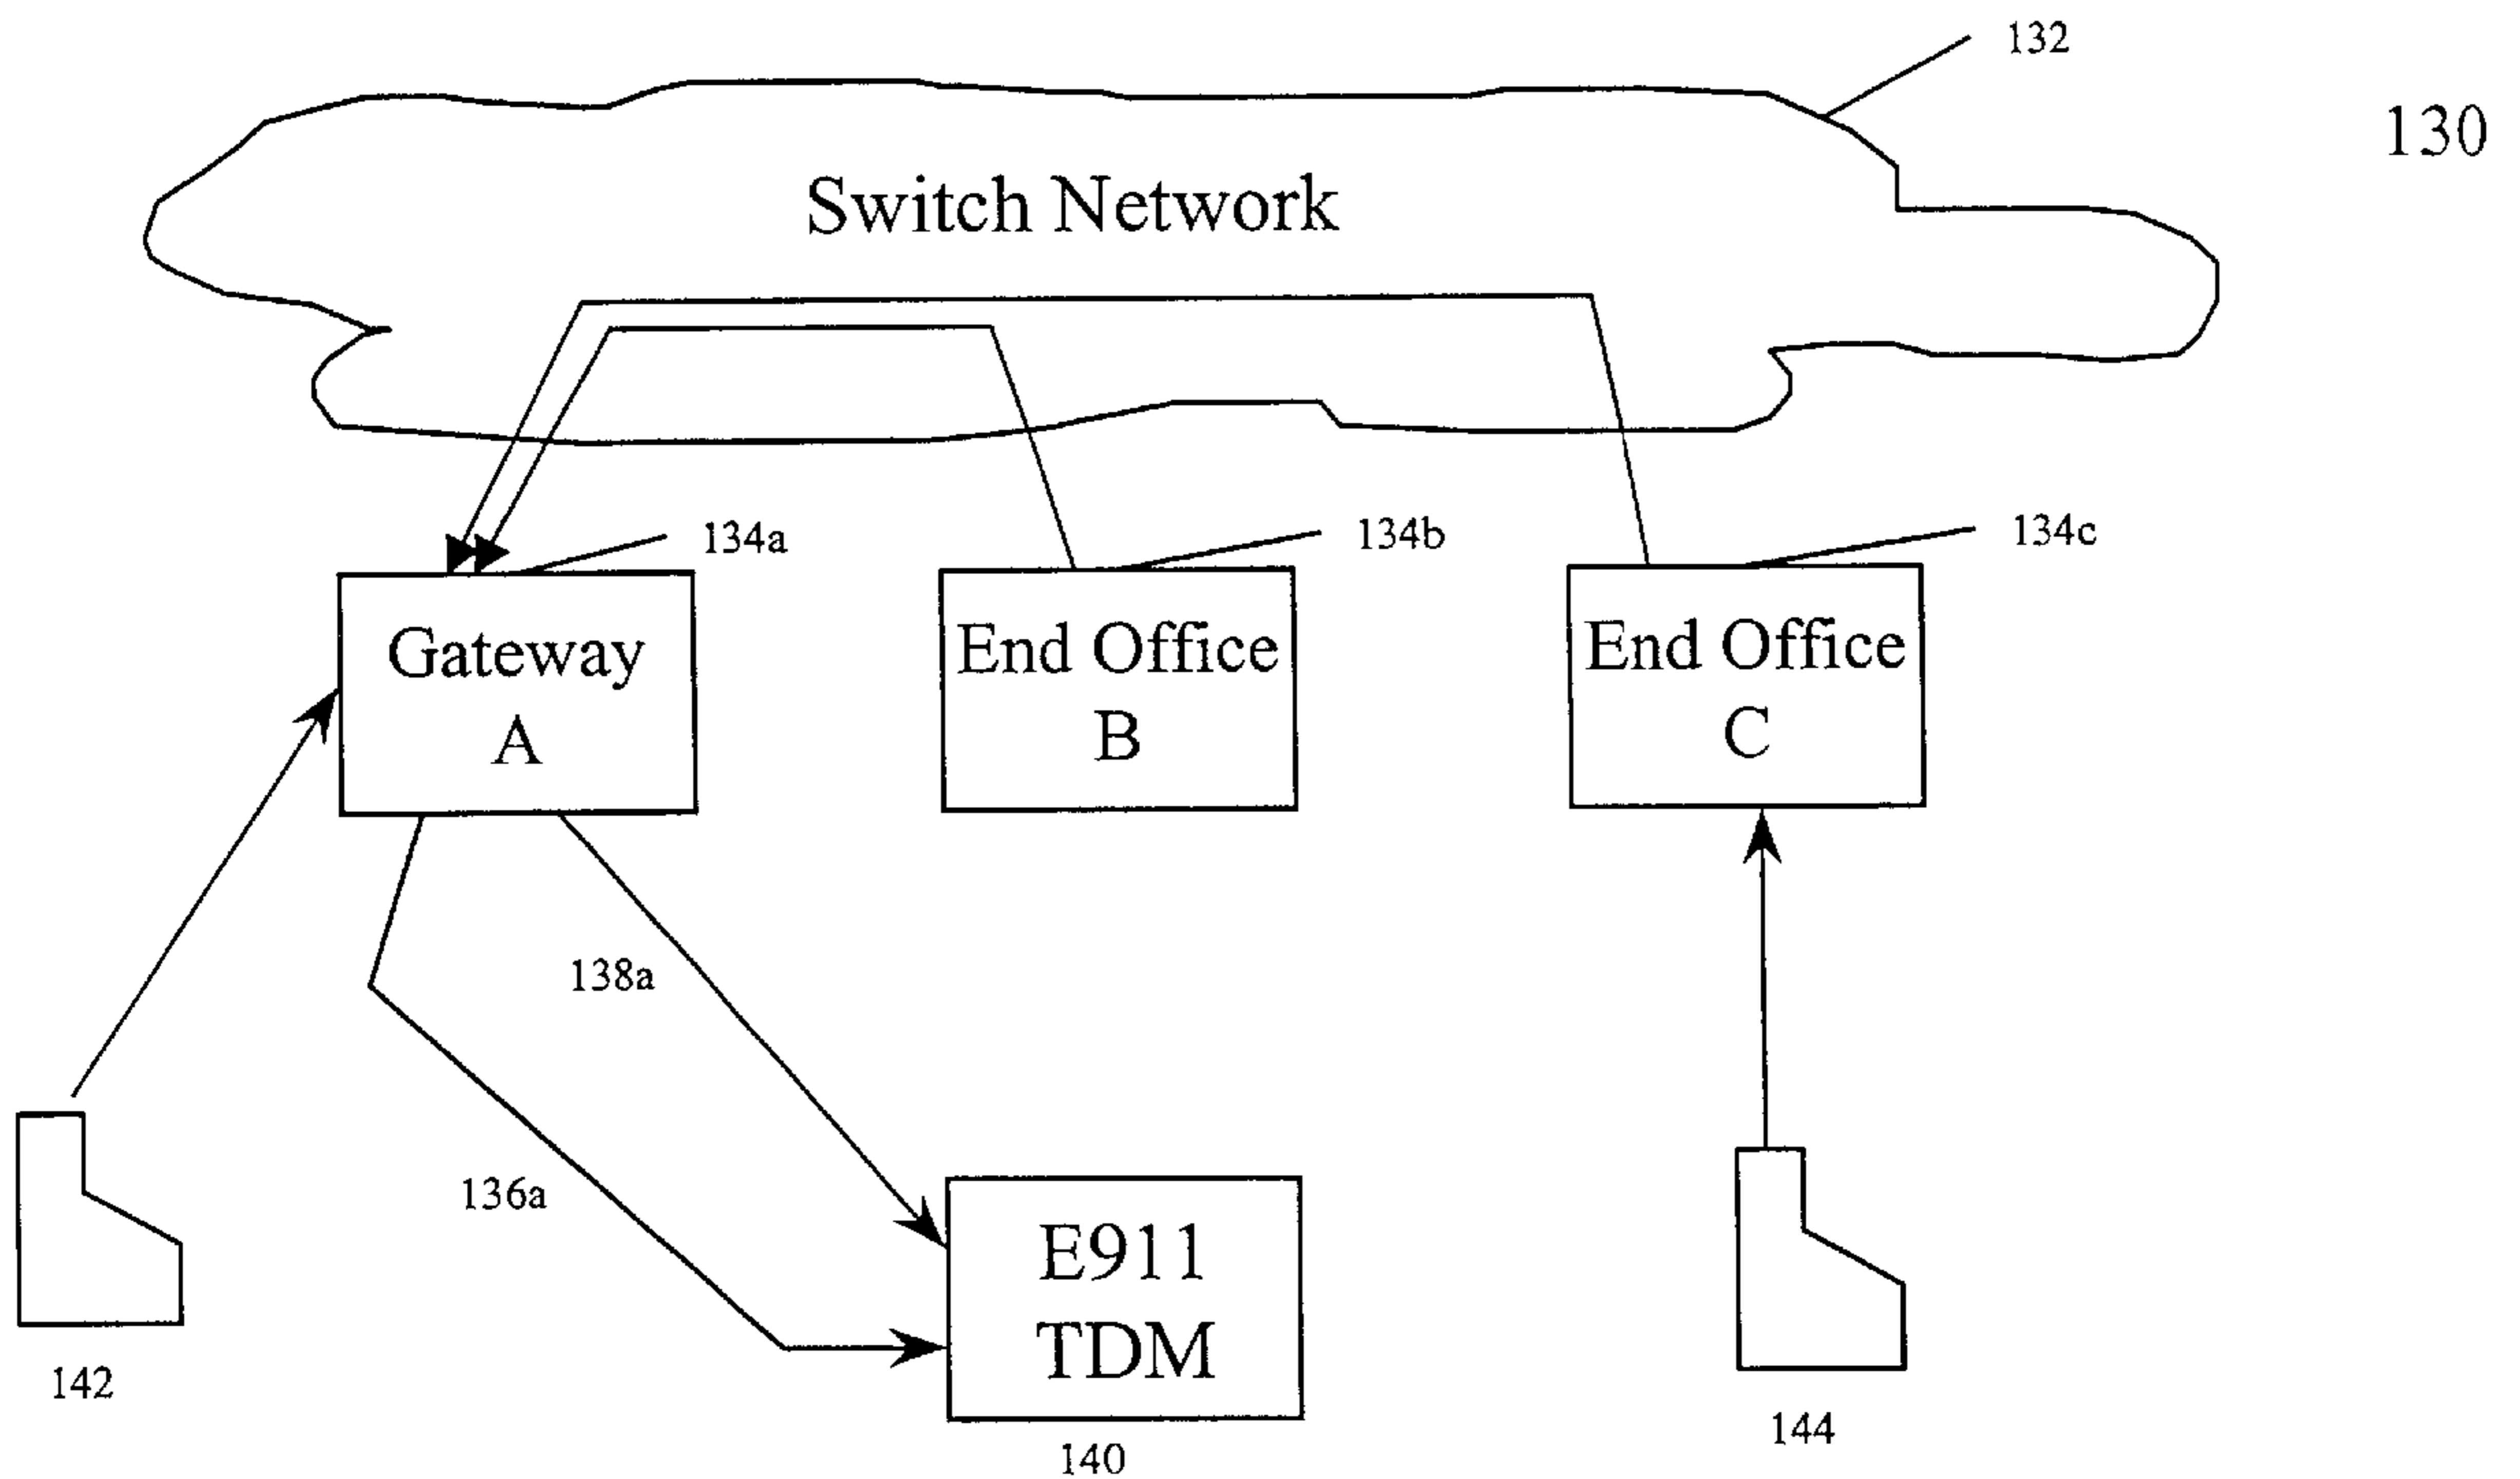 132
130
Switch Network
134a
134b
134c
Gateway
A
End Office
B
End Office
C
138a
136a
E911
TDM
142
140
144